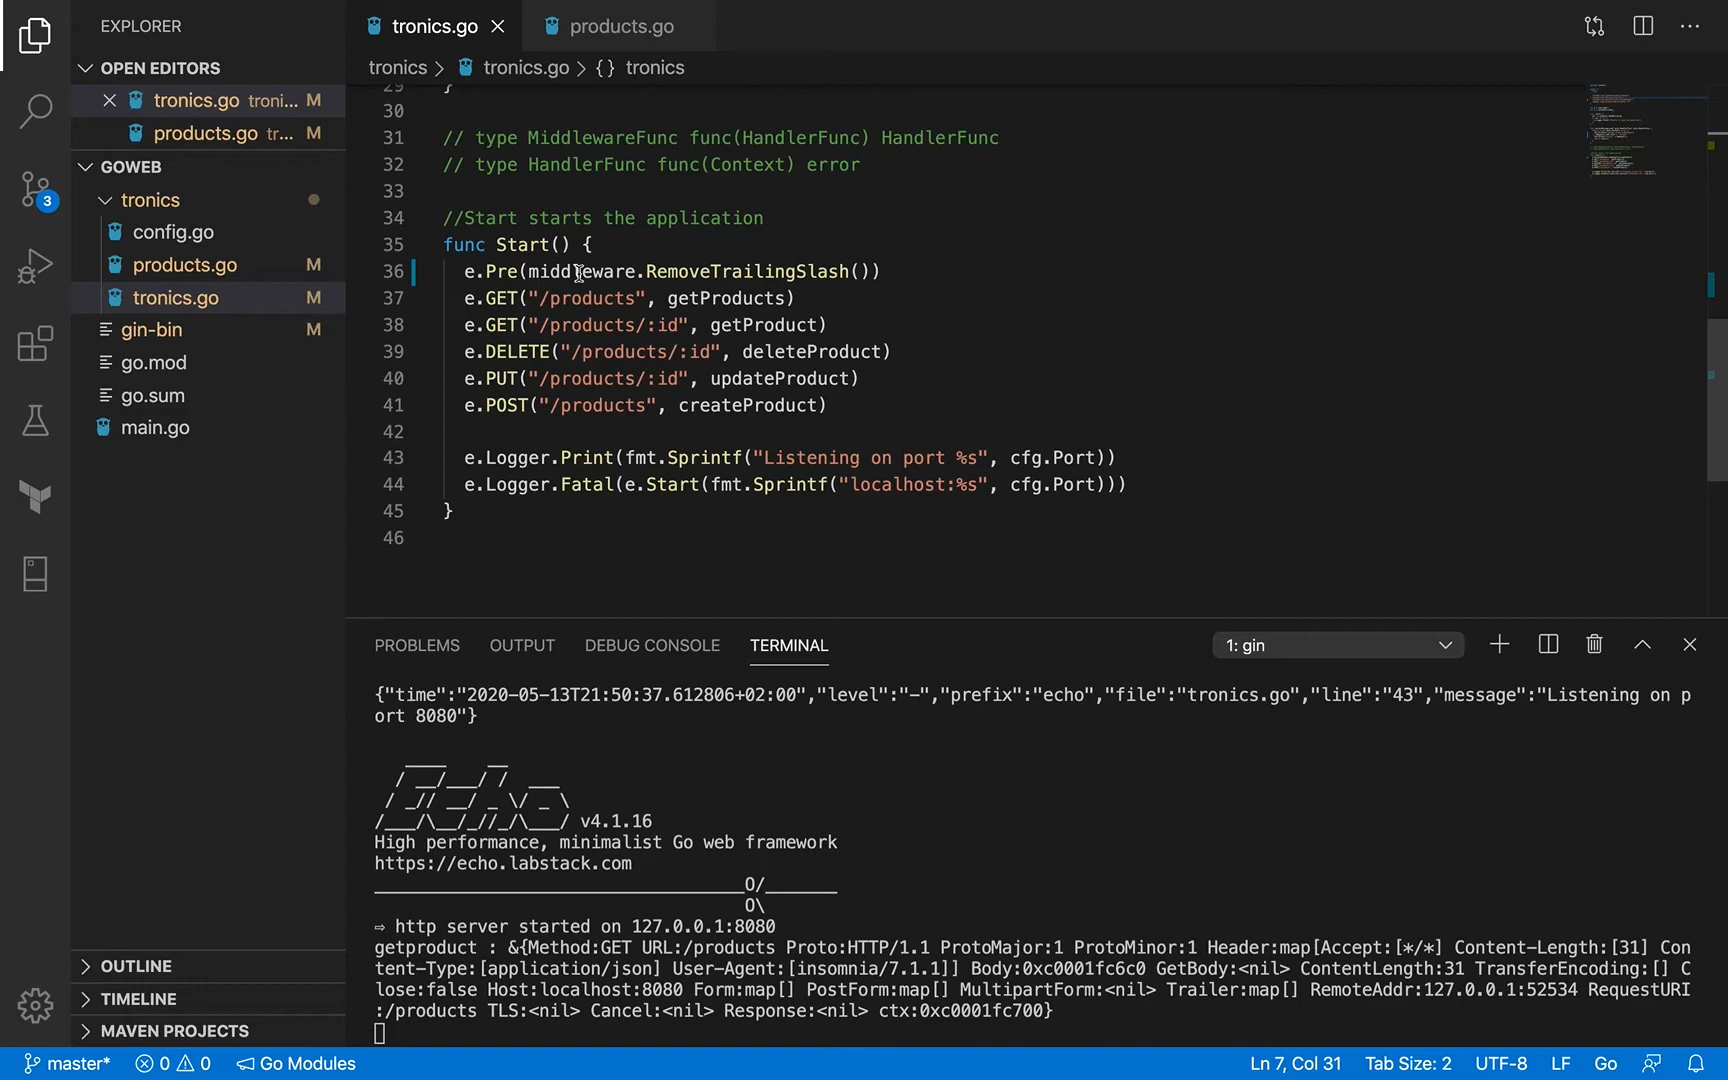 EXPLORER
OPEN EDITORS
tronics.go troni... M
products.go tr... M
GOWEB
tronics
config.go
products.go M
tronics.go M
gin-bin M
go.mod
go.sum
main.go
OUTLINE
TIMELINE
MAVEN PROJECTS
3
tronics.go
products.go
tronics > tronics.go > {} tronics
29 }
30
31 // type MiddlewareFunc func(HandlerFunc) HandlerFunc
32 // type HandlerFunc func(Context) error
33
34 //Start starts the application
35 func Start() {
36 e.Pre(middleware.RemoveTrailingSlash())
37 e.GET("/products", getProducts)
38 e.GET("/products/:id", getProduct)
39 e.DELETE("/products/:id", deleteProduct)
40 e.PUT("/products/:id", updateProduct)
41 e.POST("/products", createProduct)
42
43 e.Logger.Print(fmt.Sprintf("Listening on port %s", cfg.Port))
44 e.Logger.Fatal(e.Start(fmt.Sprintf("localhost:%s", cfg.Port)))
45 }
46
PROBLEMS OUTPUT DEBUG CONSOLE TERMINAL 1: gin
{"time":"2020-05-13T21:50:37.612806+02:00","level":"-","prefix":"echo","file":"tronics.go","line":"43","message":"Listening on p
ort 8080"}
Echo v4.1.16
High performance, minimalist Go web framework
https://echo.labstack.com
____________________________________O/_______
O\
⇨ http server started on 127.0.0.1:8080
getproduct : &{Method:GET URL:/products Proto:HTTP/1.1 ProtoMajor:1 ProtoMinor:1 Header:map[Accept:[*/*] Content-Length:[31] Con
tent-Type:[application/json] User-Agent:[insomnia/7.1.1]] Body:0xc0001fc6c0 GetBody:<nil> ContentLength:31 TransferEncoding:[] C
lose:false Host:localhost:8080 Form:map[] PostForm:map[] MultipartForm:<nil> Trailer:map[] RemoteAddr:127.0.0.1:52534 RequestURI
:/products TLS:<nil> Cancel:<nil> Response:<nil> ctx:0xc0001fc700}
master* 0 0 Go Modules Ln 7, Col 31 Tab Size: 2 UTF-8 LF Go